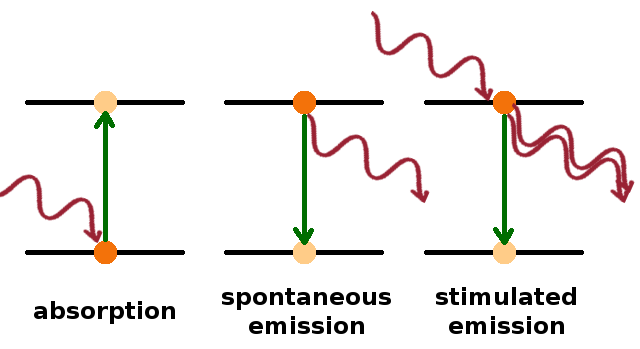 absorption
spontaneous
emission
stimulated
emission